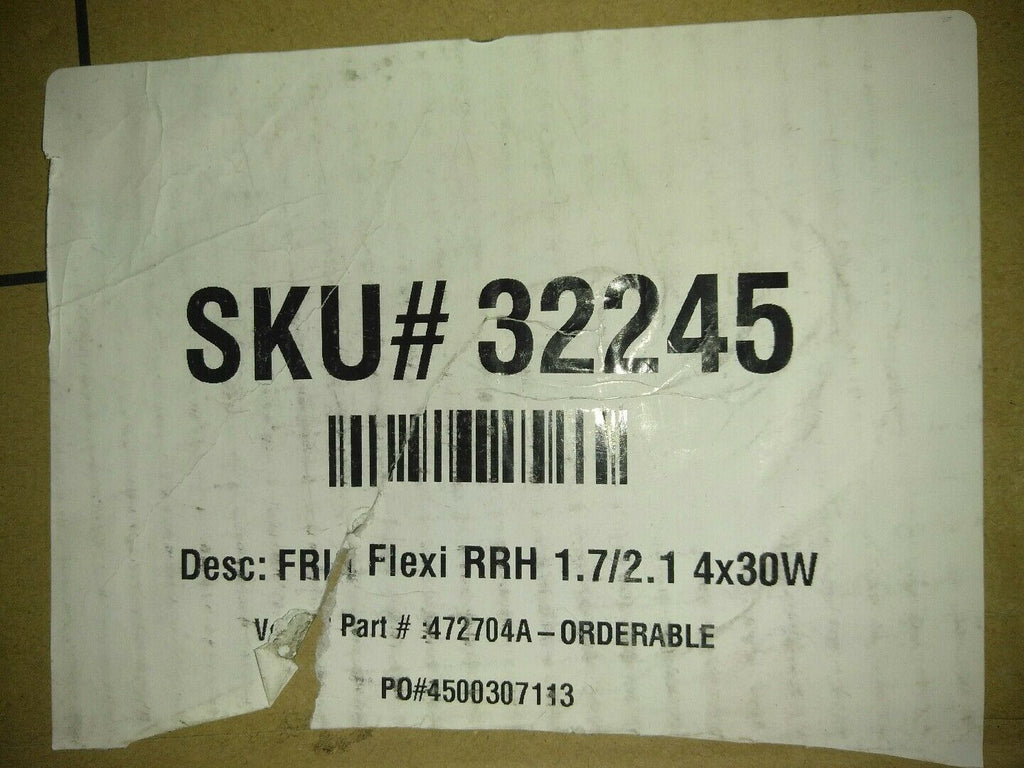 SKU# 32245
Desc: Flexi RRH 1.7/2.1 4x30W
Part # :472704A – ORDERABLE
PO#4500307113